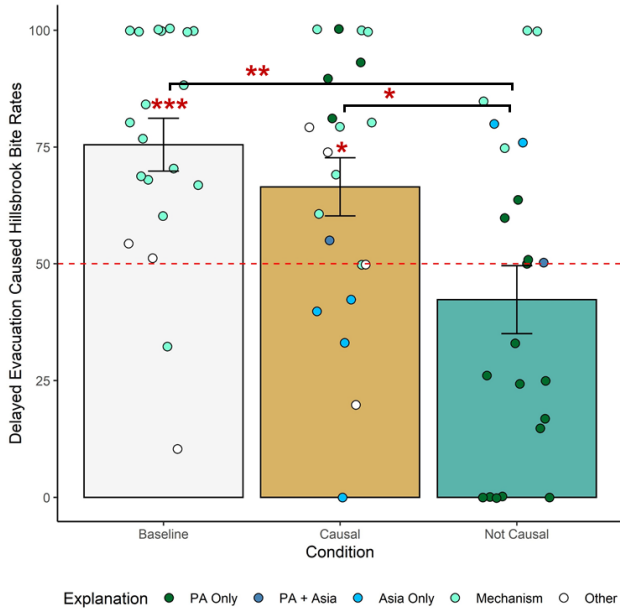 100
**
*
***
75
*
50
25
0
Delayed Evacuation Caused Hillsbrook Bite Rates
Baseline Causal Not Causal
Condition
Explanation PA Only PA + Asia Asia Only Mechanism Other